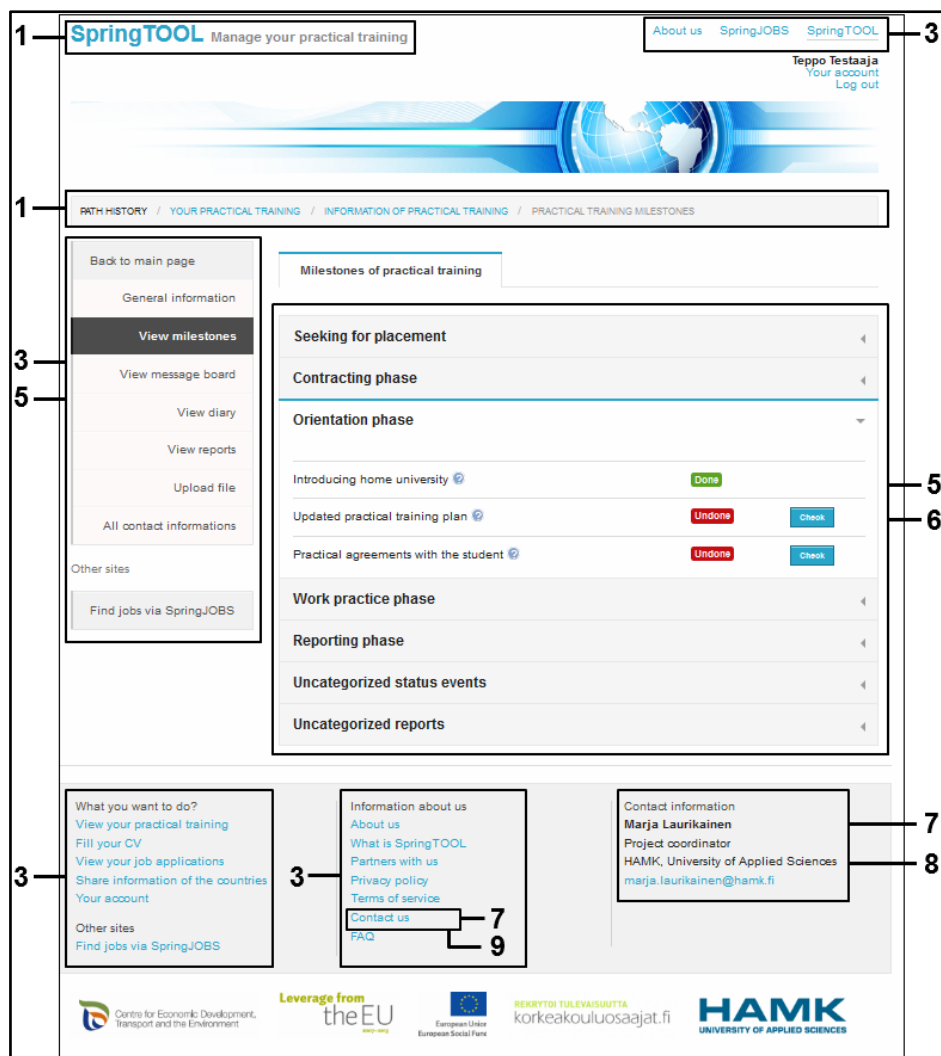 1
SpringTOOL Manage your practical training
About us SpringJOBS SpringTOOL
3
Teppo Testaaja
Your account
Log out
1
PATH HISTORY / YOUR PRACTICAL TRAINING / INFORMATION OF PRACTICAL TRAINING / PRACTICAL TRAINING MILESTONES
3
5
Back to main page
General information
View milestones
View message board
View diary
View reports
Upload file
All contact informations
Other sites
Find jobs via SpringJOBS
Milestones of practical training
Seeking for placement
Contracting phase
Orientation phase
Introducing home university ? Done
Updated practical training plan ? Undone Check
Practical agreements with the student ? Undone Check
Work practice phase
Reporting phase
Uncategorized status events
Uncategorized reports
5
6
3
What you want to do?
View your practical training
Fill your CV
View your job applications
Share information of the countries
Your account
Other sites
Find jobs via SpringJOBS
3
Information about us
About us
What is SpringTOOL
Partners with us
Privacy policy
Terms of service
Contact us
FAQ
7
9
Contact information
Marja Laurikainen
Project coordinator
HAMK, University of Applied Sciences
marja.laurikainen@hamk.fi
7
8
Centre for Economic Development,
Transport and the Environment
Leverage from
the EU
2007-2013
European Union
European Social Fund
REKRYTOI TULEVAISUUTTA
korkeakouluosaajat.fi
HAMK
UNIVERSITY OF APPLIED SCIENCES